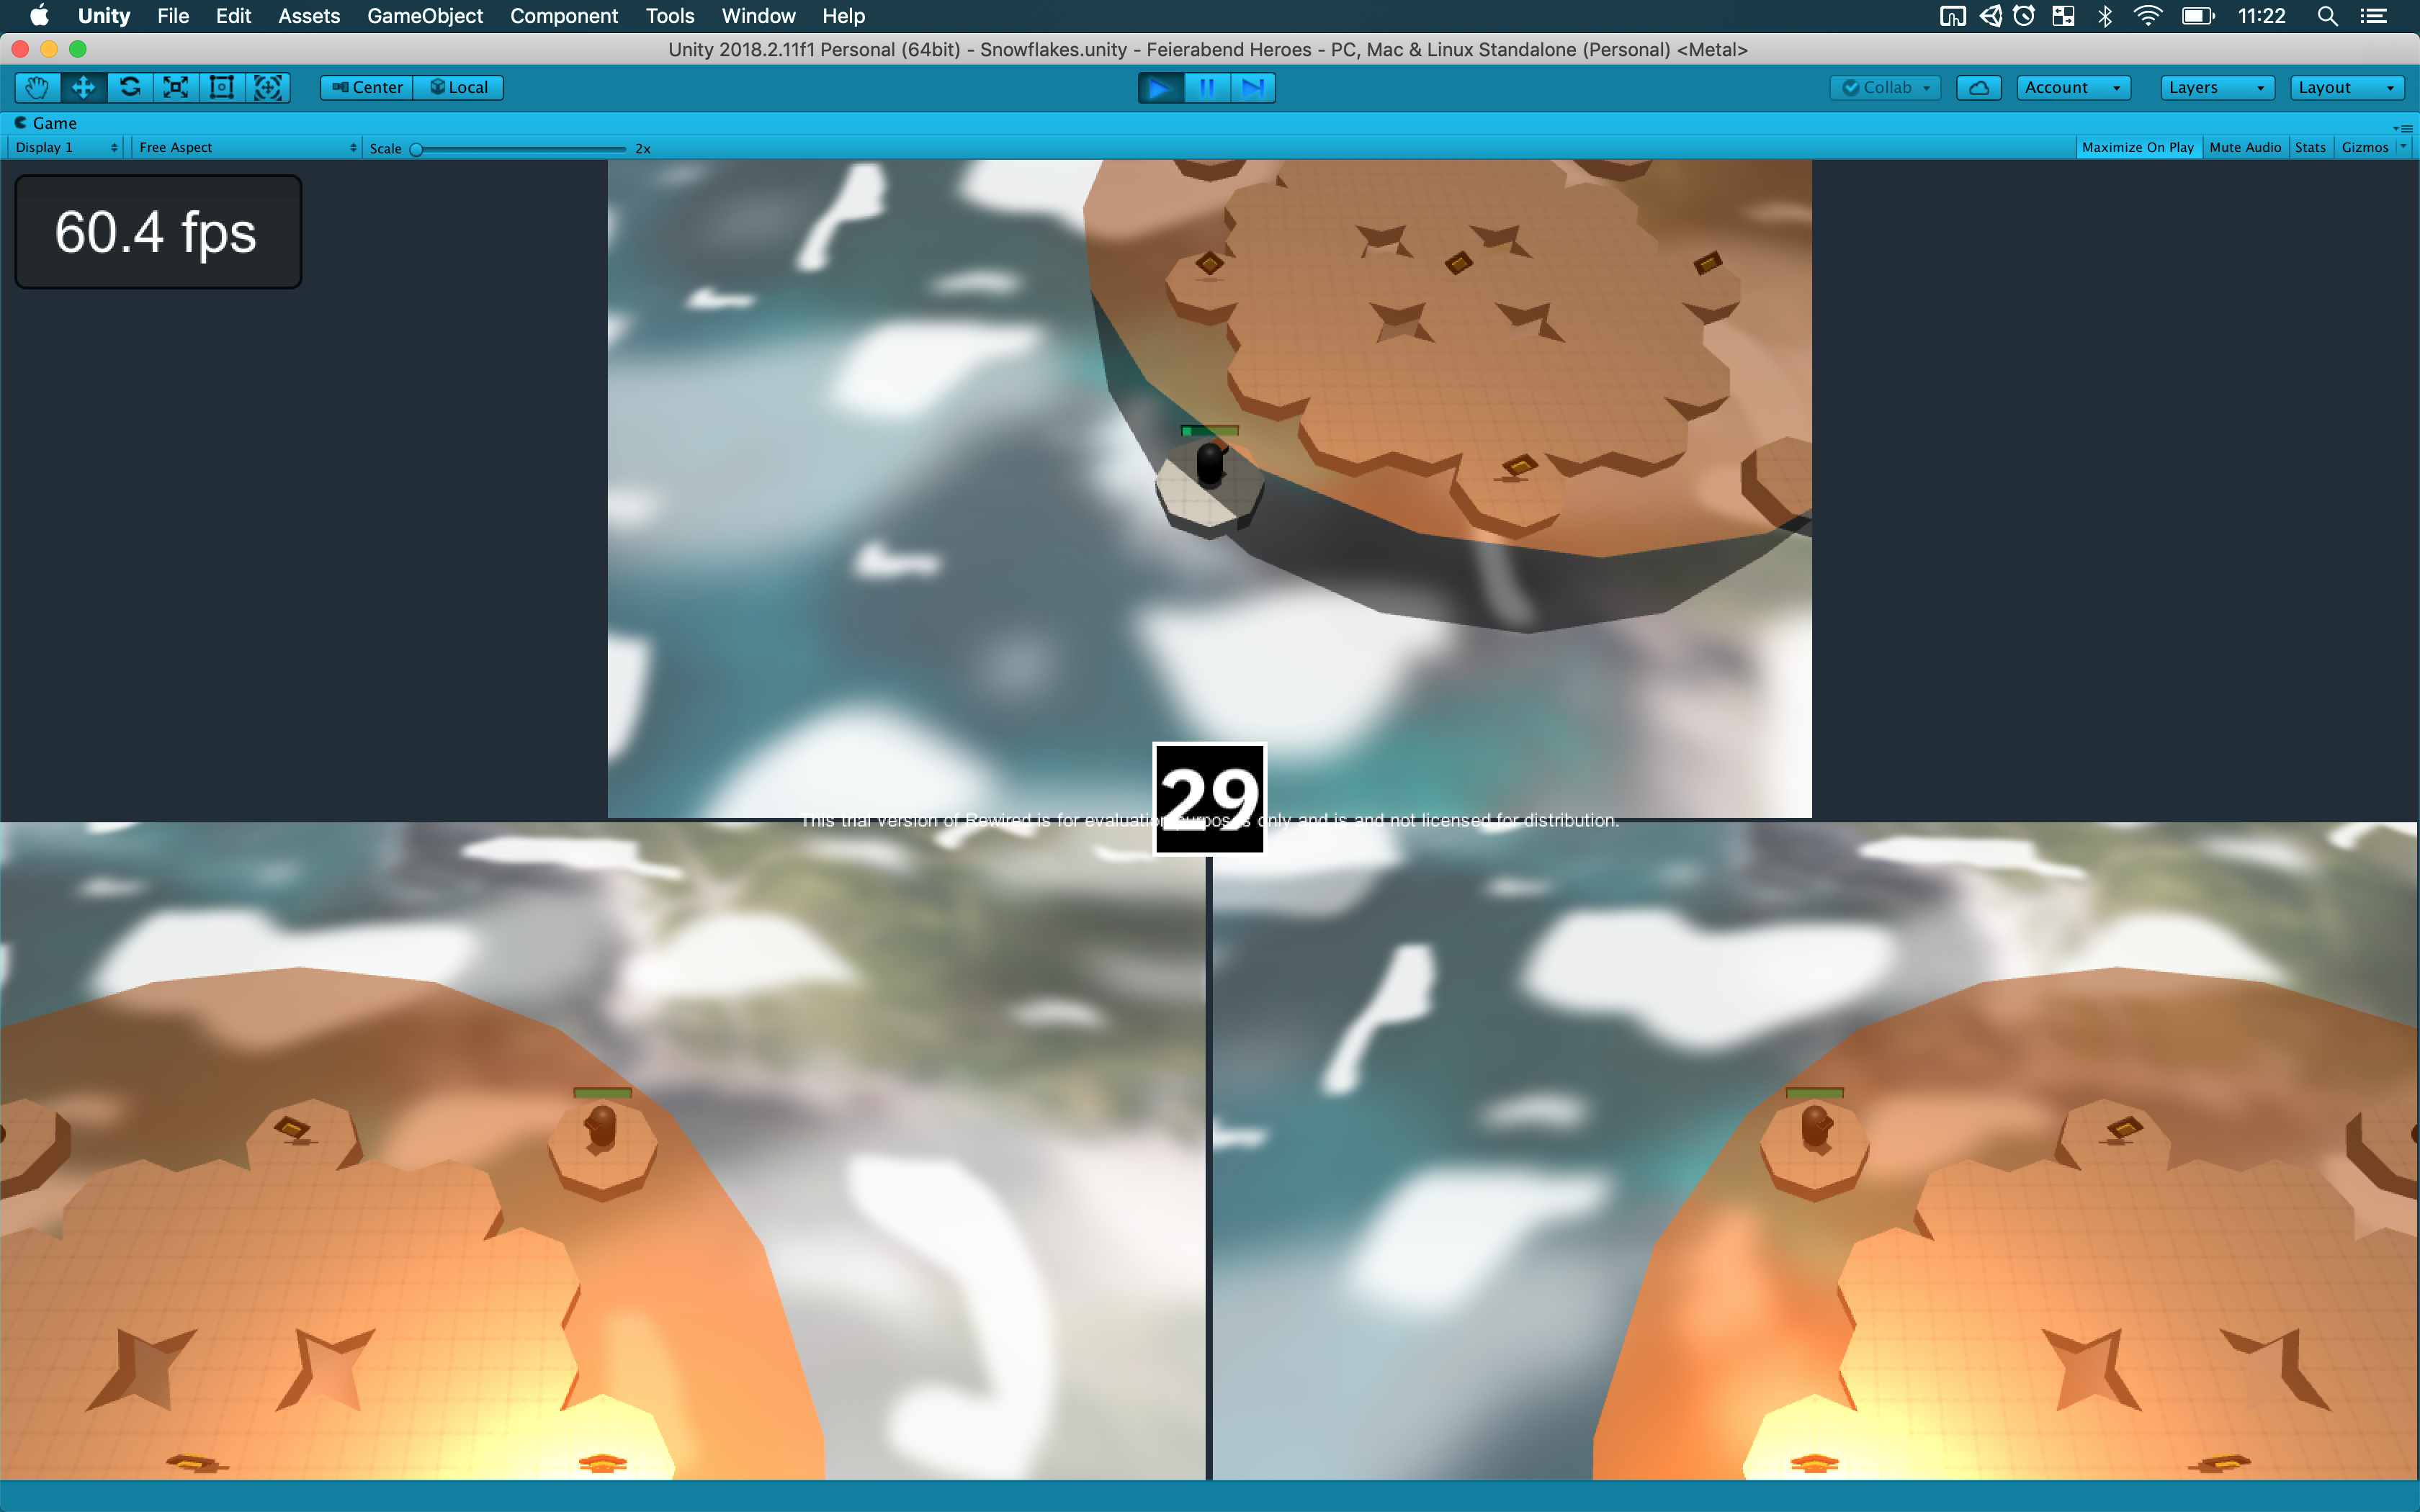 Unity File Edit Assets GameObject Component Tools Window Help 11:22
Unity 2018.2.11f1 Personal (64bit) - Snowflakes.unity - Feierabend Heroes - PC, Mac & Linux Standalone (Personal) <Metal>
Center Local Collab Account Layers Layout
Game
Display 1 Free Aspect Scale 2x Maximize On Play Mute Audio Stats Gizmos
60.4 fps
29
This trial version of Rewired is for evaluation purposes only and is and not licensed for distribution.